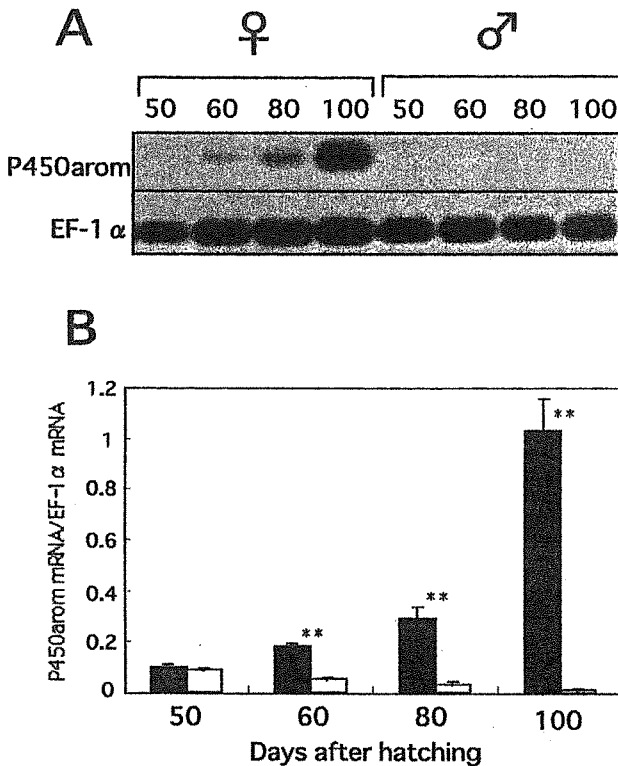 A
♀ ♂
50 60 80 100 50 60 80 100
P450arom
EF-1 α
B
P450arom mRNA/EF-1 α mRNA
1.2
1
0.8
0.6
0.4
0.2
0
**
**
**
50 60 80 100
Days after hatching